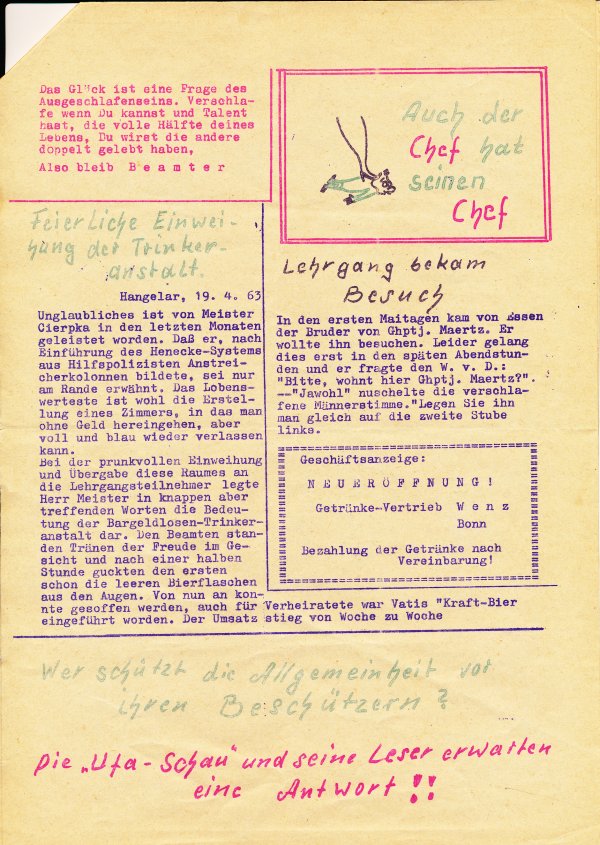 Das Glück ist eine Frage des
Ausgeschlafenseins. Verschla-
fe wenn Du kannst und Talent
hast, die volle Hälfte deines
Lebens, Du wirst die andere
doppelt gelebt haben,
Also bleib B e a m t e r
Auch der
Chef hat
seinen
Chef
Feierliche Einwei-
hung der Trinker-
anstalt.
Hangelar, 19. 4. 63
Unglaubliches ist von Meister
Cierpka in den letzten Monaten
geleistet worden. Daß er, nach
Einführung des Henecke-Systems
aus Hilfspolizisten Anstrei-
cherkolonnen bildete, sei nur
am Rande erwähnt. Das Lobens-
werteste ist wohl die Erstel-
lung eines Zimmers, in das man
ohne Geld hereingehen, aber
voll und blau wieder verlassen
kann.
Bei der prunkvollen Einweihung
und Übergabe diese Raumes an
die Lehrgangsteilnehmer legte
Herr Meister in knappen aber
treffenden Worten die Bedeu-
tung der Bargeldlosen-Trinker-
anstalt dar. Den Beamten stan-
den Tränen der Freude im Ge-
sicht und nach einer halben
Stunde guckten den ersten
schon die leeren Bierflaschen
aus den Augen. Von nun an kon-
nte gesoffen werden, auch für Verheiratete war Vatis "Kraft-Bier
eingeführt worden. Der Umsatz stieg von Woche zu Woche
Lehrgang bekam
Besuch
In den ersten Maitagen kam von Essen
der Bruder von Ghptj. Maertz. Er
wollte ihn besuchen. Leider gelang
dies erst in den späten Abendstun-
den und er fragte den W. v. D.:
"Bitte, wohnt hier Ghptj. Maertz?".
--"Jawohl" nuschelte die verschla-
fene Männerstimme."Legen Sie ihn
man gleich auf die zweite Stube
links.
Geschäftsanzeige:
N E U E R Ö F F N U N G !
Getränke-Vertrieb W e n z
Bonn
Bezahlung der Getränke nach
Vereinbarung!
Wer schützt die Allgemeinheit vor
ihren Beschützern?
Die „Ufa-Schau" und seine Leser erwarten
eine Antwort!!